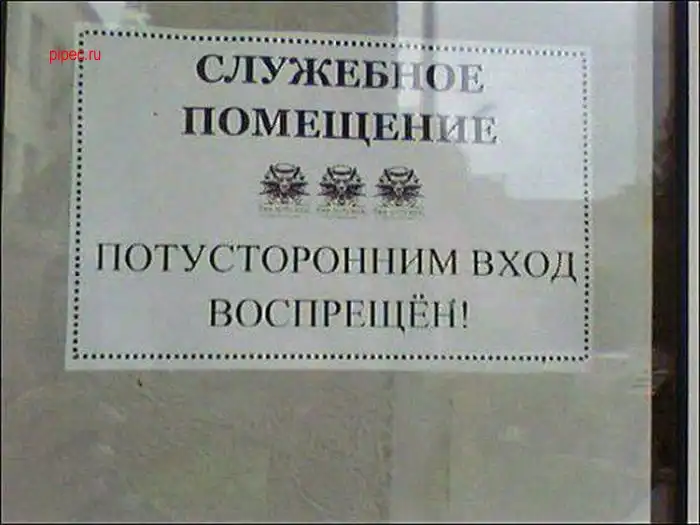 pipec.ru
СЛУЖЕБНОЕ
ПОМЕЩЕНИЕ
ПОТУСТОРОННИМ ВХОД
ВОСПРЕЩЁН!